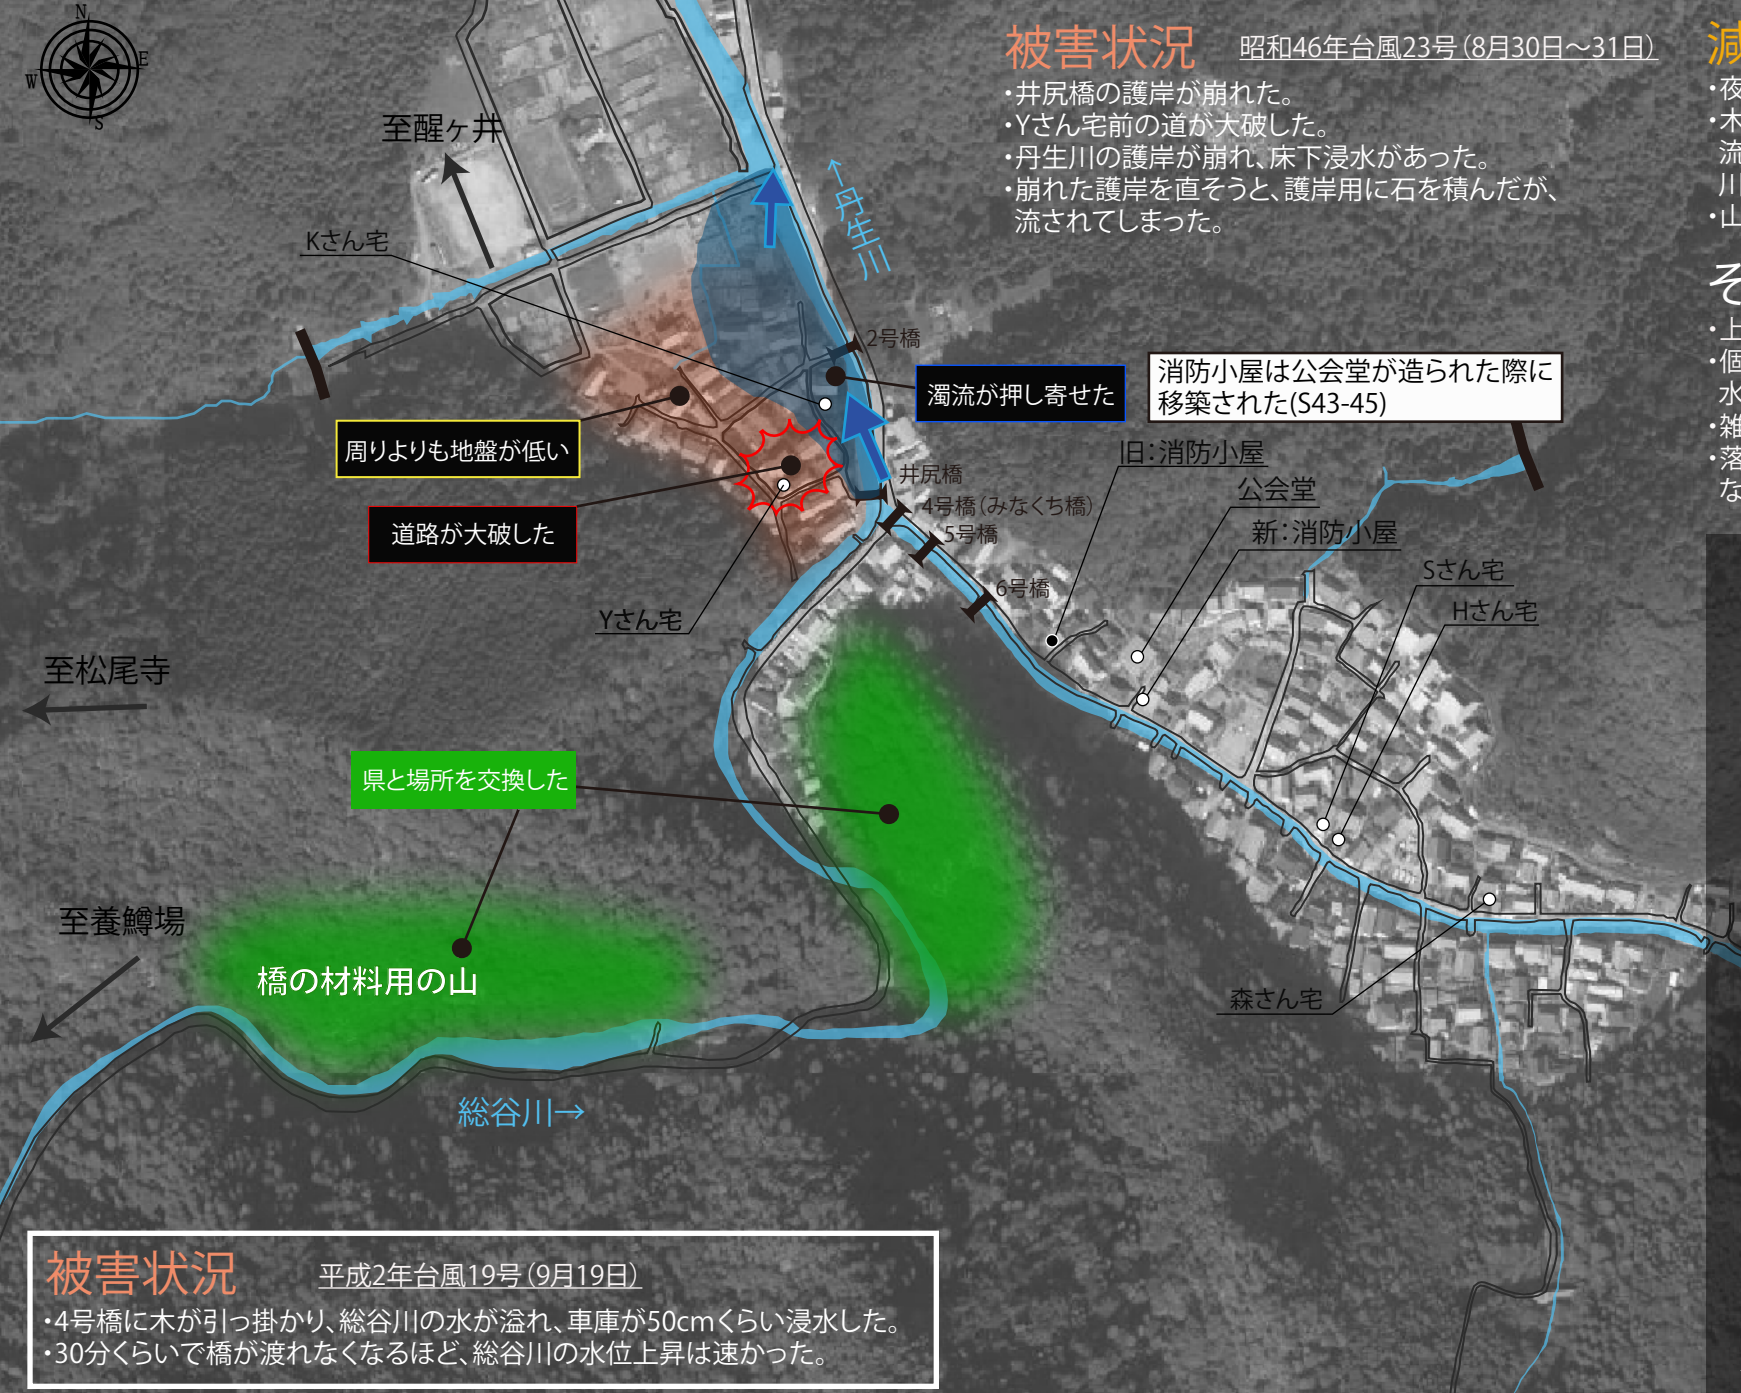 N
E
W
S
被害状況 昭和46年台風23号（8月30日～31日）
・井尻橋の護岸が崩れた。
・Yさん宅前の道が大破した。
・丹生川の護岸が崩れ、床下浸水があった。
・崩れた護岸を直そうと、護岸用に石を積んだが、
流されてしまった。
減
・夜
・木
流
川
・山
そ
・上
・個
水
・雑
・落
な
至醒ヶ井
Kさん宅
←丹生川
2号橋
濁流が押し寄せた
消防小屋は公会堂が造られた際に
移築された(S43-45)
周りよりも地盤が低い
道路が大破した
井尻橋
4号橋（みなくち橋）
5号橋
6号橋
旧：消防小屋
公会堂
新：消防小屋
Sさん宅
Hさん宅
Yさん宅
至松尾寺
県と場所を交換した
至養鱒場
橋の材料用の山
森さん宅
総谷川→
被害状況 平成2年台風19号（9月19日）
・4号橋に木が引っ掛かり、総谷川の水が溢れ、車庫が50cmくらい浸水した。
・30分くらいで橋が渡れなくなるほど、総谷川の水位上昇は速かった。